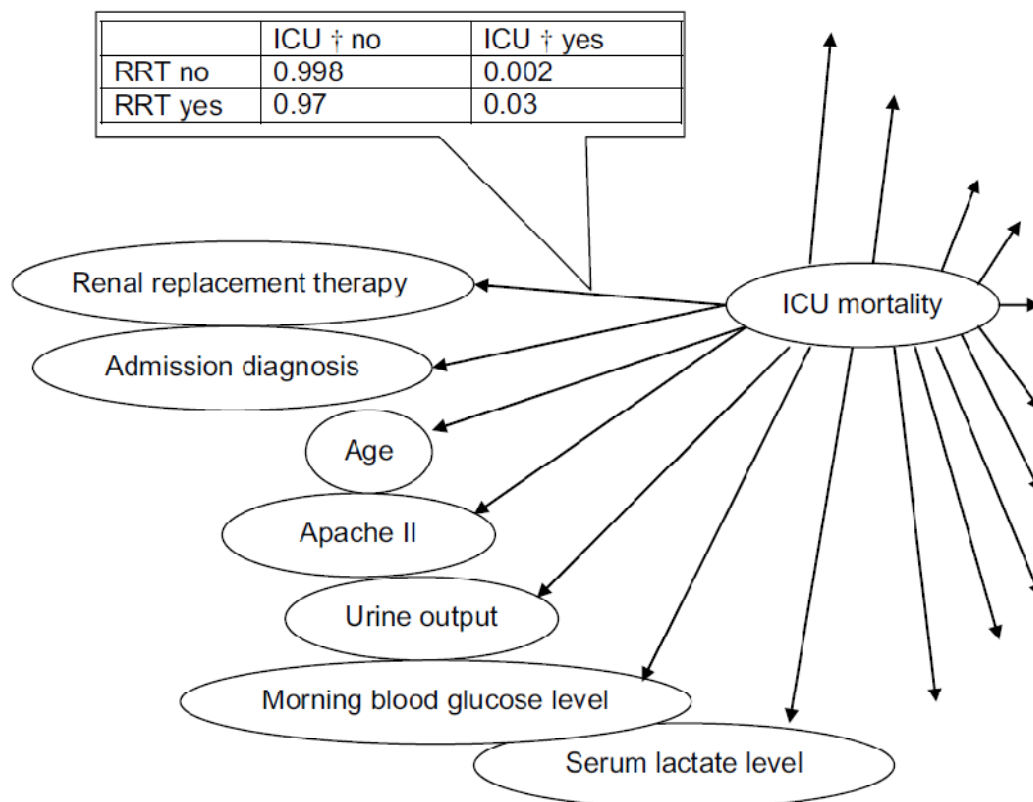 ICU † no ICU † yes
RRT no 0.998 0.002
RRT yes 0.97 0.03
Renal replacement therapy
ICU mortality
Admission diagnosis
Age
Apache II
Urine output
Morning blood glucose level
Serum lactate level